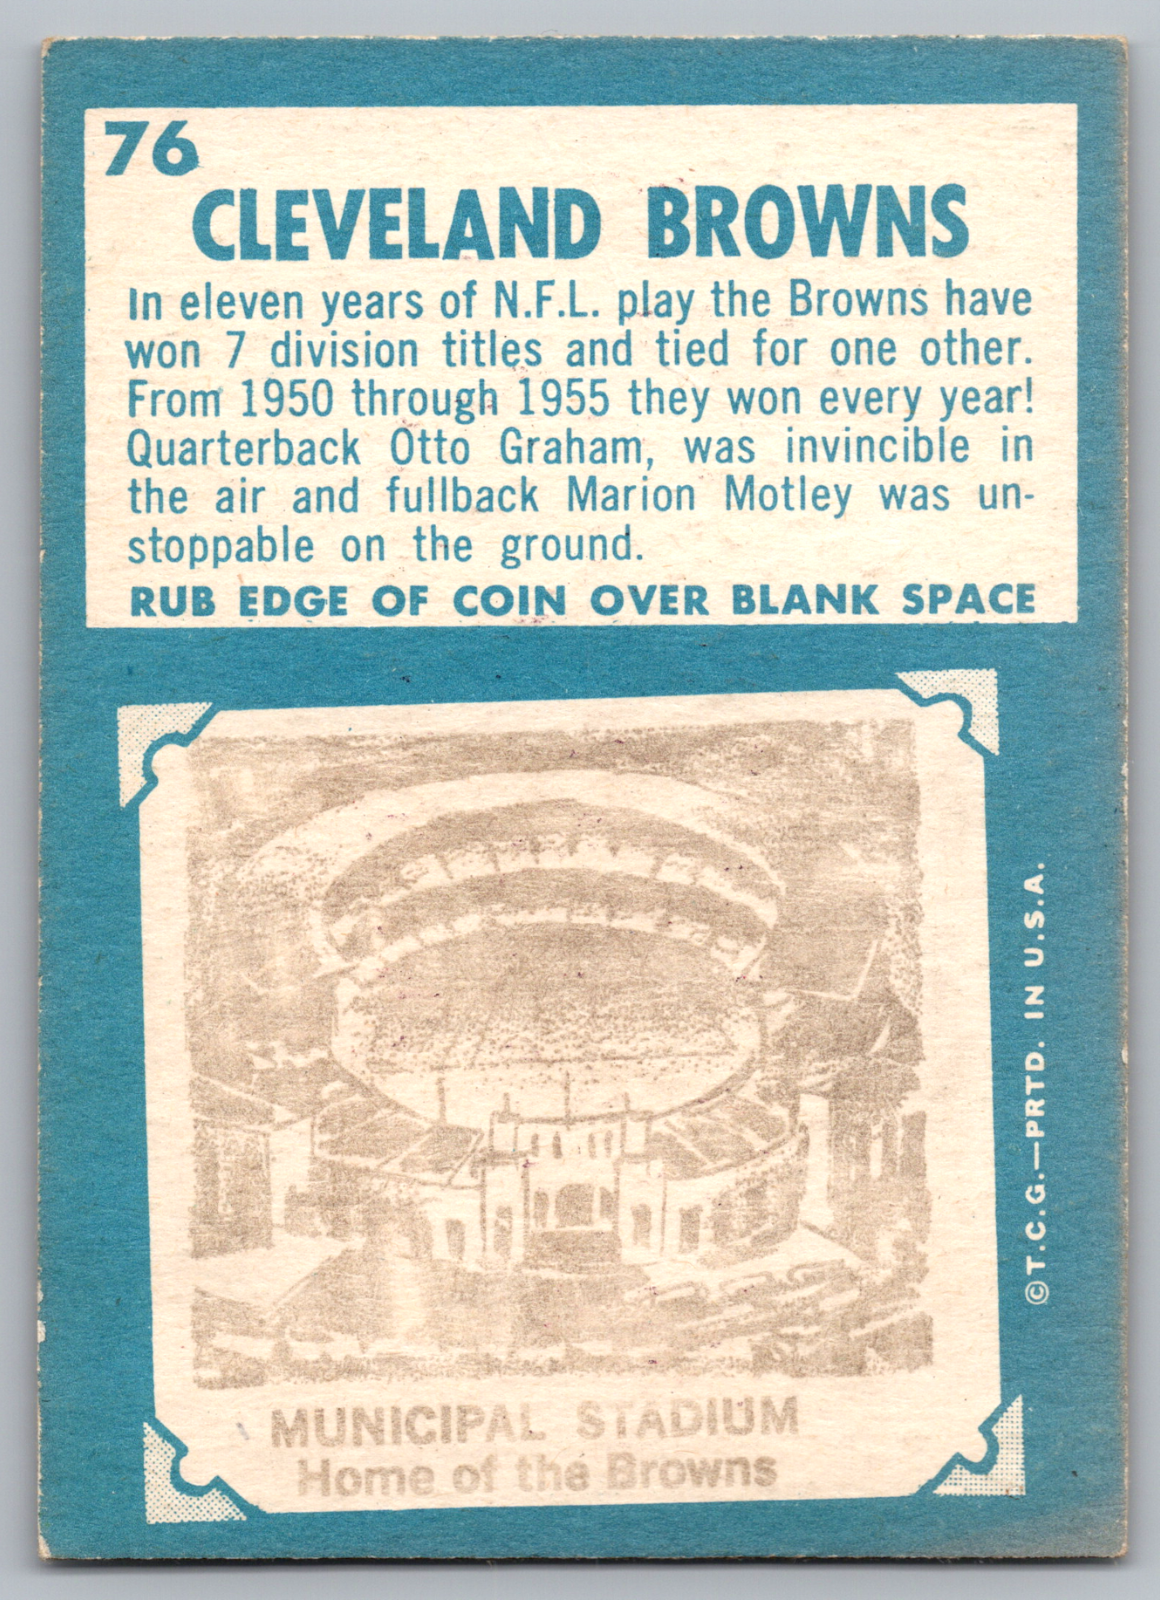 76
CLEVELAND BROWNS
In eleven years of N.F.L. play the Browns have
won 7 division titles and tied for one other.
From 1950 through 1955 they won every year!
Quarterback Otto Graham, was invincible in
the air and fullback Marion Motley was un-
stoppable on the ground.
RUB EDGE OF COIN OVER BLANK SPACE
©T.C.G.—PRTD. IN U.S.A.
MUNICIPAL STADIUM
Home of the Browns